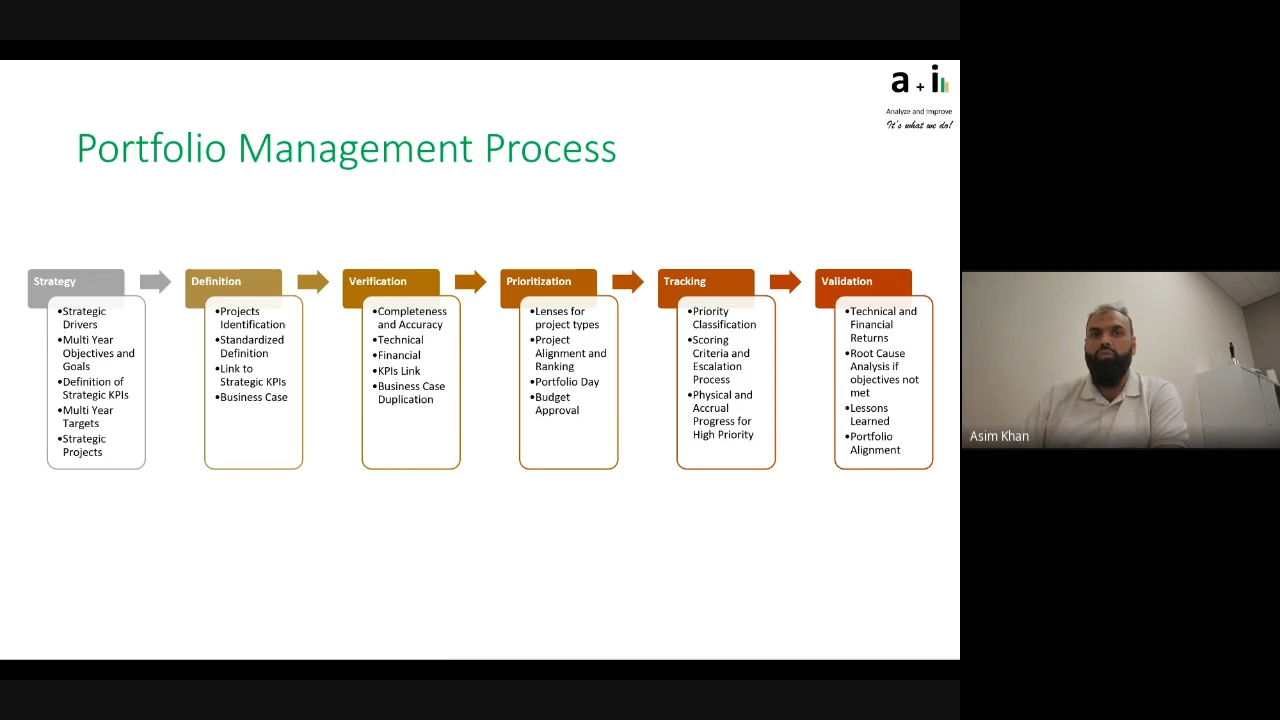 a + i
Analyze and Improve
It's what we do!
Portfolio Management Process
Strategy
•Strategic
Drivers
•Multi Year
Objectives and
Goals
•Definition of
Strategic KPIs
•Multi Year
Targets
•Strategic
Projects
Definition
•Projects
Identification
•Standardized
Definition
•Link to
Strategic KPIs
•Business Case
Verification
•Completeness
and Accuracy
•Technical
•Financial
•KPIs Link
•Business Case
Duplication
Prioritization
•Lenses for
project types
•Project
Alignment and
Ranking
•Portfolio Day
•Budget
Approval
Tracking
•Priority
Classification
•Scoring
Criteria and
Escalation
Process
•Physical and
Accrual
Progress for
High Priority
Validation
•Technical and
Financial
Returns
•Root Cause
Analysis if
objectives not
met
•Lessons
Learned
•Portfolio
Alignment
Asim Khan